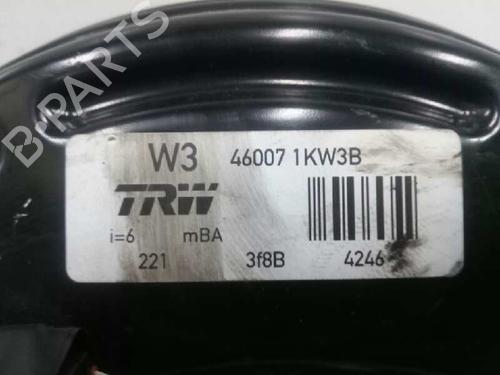 B-PARTS
W3 46007 1KW3B
TRW
i=6 mBA
221 3f8B 4246